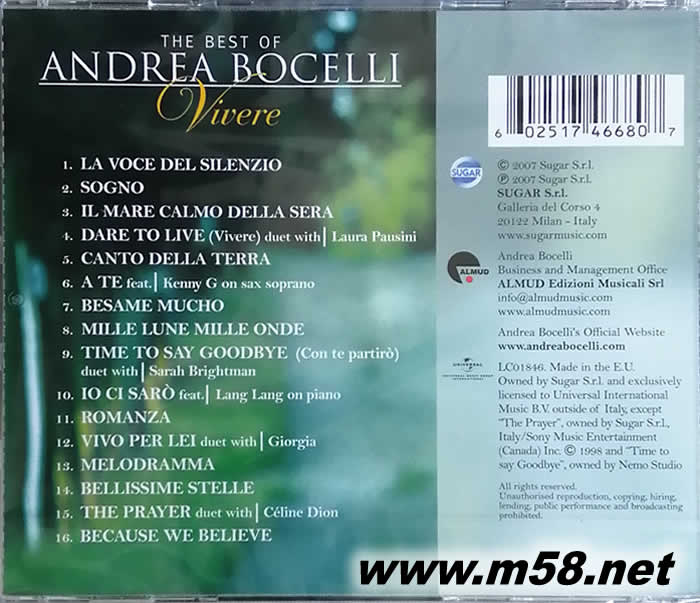 THE BEST OF
ANDREA BOCELLI
Vivere
1. LA VOCE DEL SILENZIO
2. SOGNO
3. IL MARE CALMO DELLA SERA
4. DARE TO LIVE (Vivere) duet with | Laura Pausini
5. CANTO DELLA TERRA
6. A TE feat. | Kenny G on sax soprano
7. BESAME MUCHO
8. MILLE LUNE MILLE ONDE
9. TIME TO SAY GOODBYE (Con te partirò)
duet with | Sarah Brightman
10. IO CI SARÒ feat. | Lang Lang on piano
11. ROMANZA
12. VIVO PER LEI duet with | Giorgia
13. MELODRAMMA
14. BELLISSIME STELLE
15. THE PRAYER duet with | Céline Dion
16. BECAUSE WE BELIEVE
6 02517 46680 7
SUGAR
© 2007 Sugar S.r.l.
℗ 2007 Sugar S.r.l.
SUGAR S.r.l.
Galleria del Corso 4
20122 Milan - Italy
www.sugarmusic.com
ALMUD
Andrea Bocelli
Business and Management Office
ALMUD Edizioni Musicali Srl
info@almudmusic.com
www.almudmusic.com
Andrea Bocelli's Official Website
www.andreabocelli.com
UNIVERSAL
UNIVERSAL MUSIC GROUP
INTERNATIONAL
LC01846. Made in the E.U.
Owned by Sugar S.r.l. and exclusively
licensed to Universal International
Music B.V. outside of Italy, except
"The Prayer", owned by Sugar S.r.l.,
Italy/Sony Music Entertainment
(Canada) Inc. © 1998 and "Time to
say Goodbye", owned by Nemo Studio
All rights reserved.
Unauthorised reproduction, copying, hiring,
lending, public performance and broadcasting
prohibited.
www.m58.net